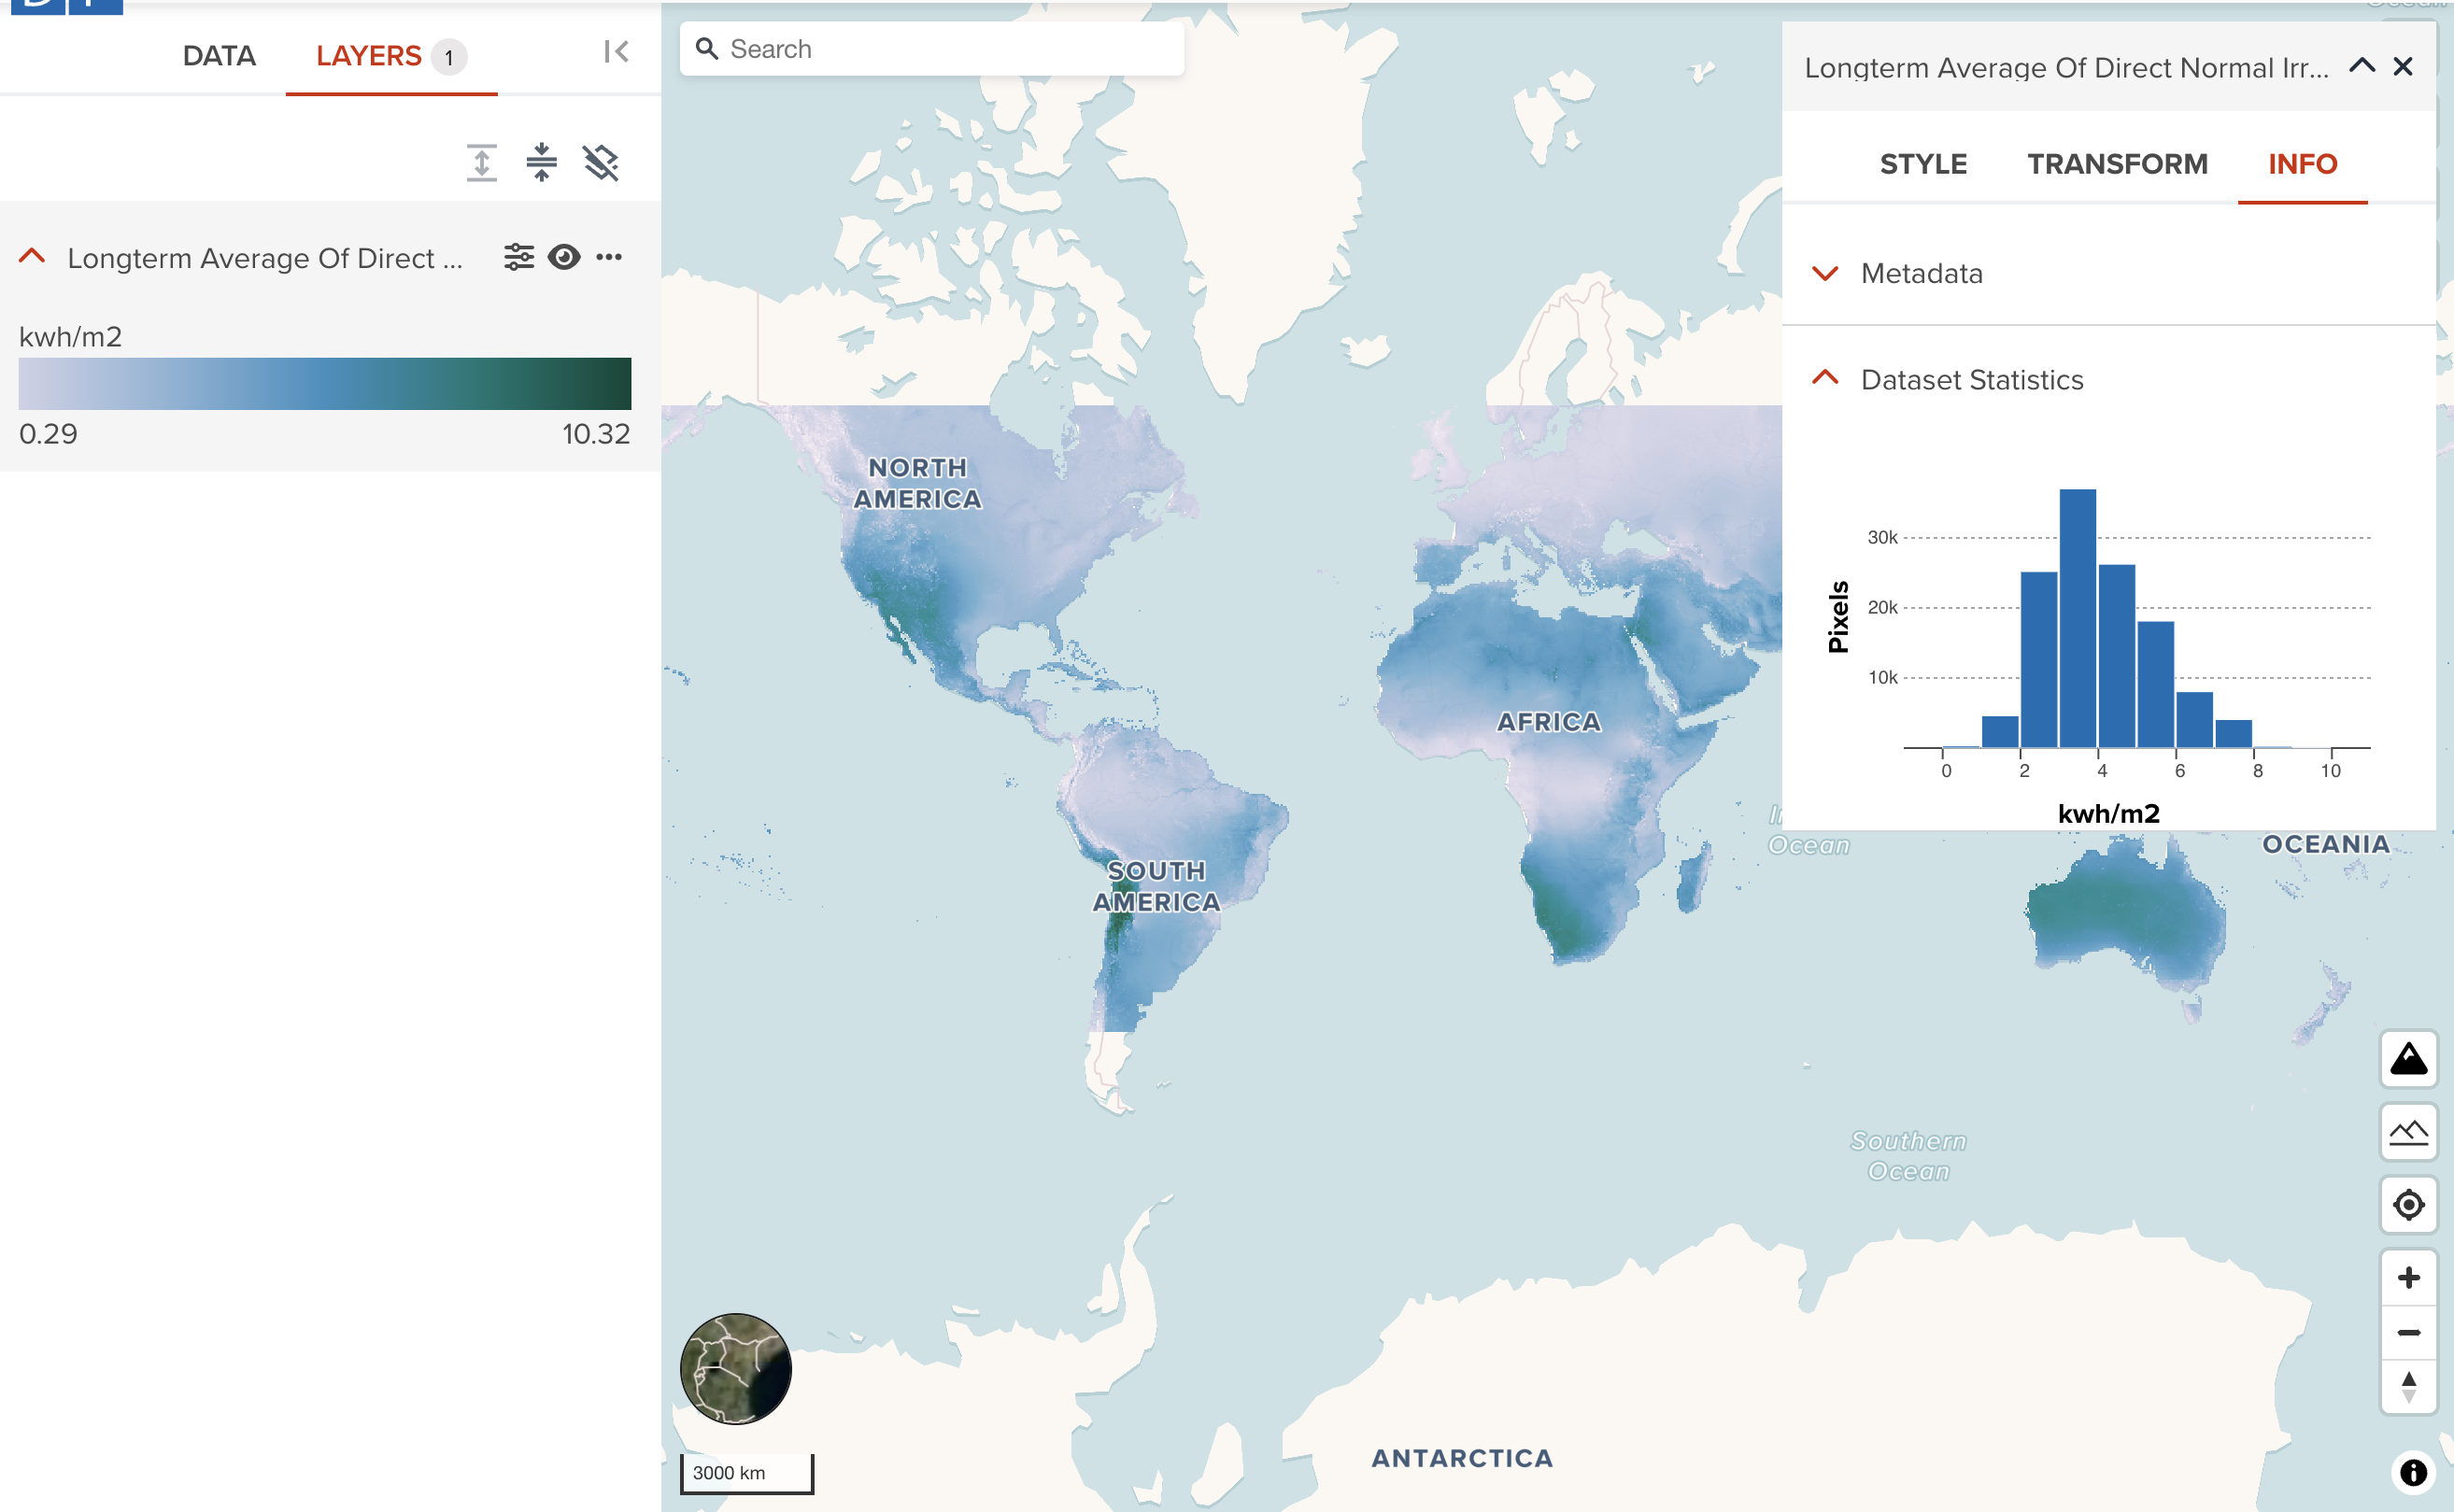 DATA
LAYERS 1
Longterm Average Of Direct ...
kwh/m2
0.29 10.32
Search
Longterm Average Of Direct Normal Irr...
STYLE TRANSFORM INFO
Metadata
Dataset Statistics
30k
20k
10k
Pixels
0 2 4 6 8 10
kwh/m2
NORTH
AMERICA
AFRICA
SOUTH
AMERICA
Ocean
OCEANIA
Southern
Ocean
ANTARCTICA
3000 km